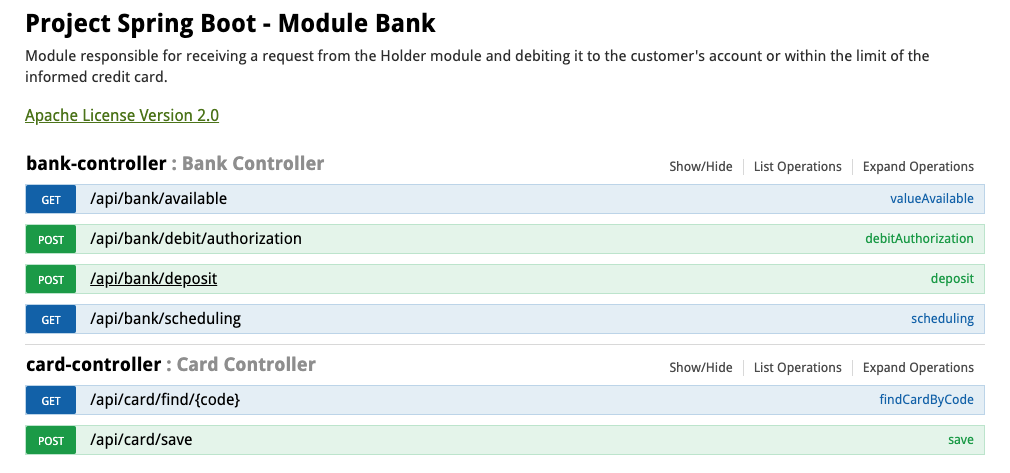 Project Spring Boot - Module Bank
Module responsible for receiving a request from the Holder module and debiting it to the customer's account or within the limit of the
informed credit card.
Apache License Version 2.0
bank-controller : Bank Controller Show/Hide List Operations Expand Operations
GET /api/bank/available valueAvailable
POST /api/bank/debit/authorization debitAuthorization
POST /api/bank/deposit deposit
GET /api/bank/scheduling scheduling
card-controller : Card Controller Show/Hide List Operations Expand Operations
GET /api/card/find/{code} findCardByCode
POST /api/card/save save